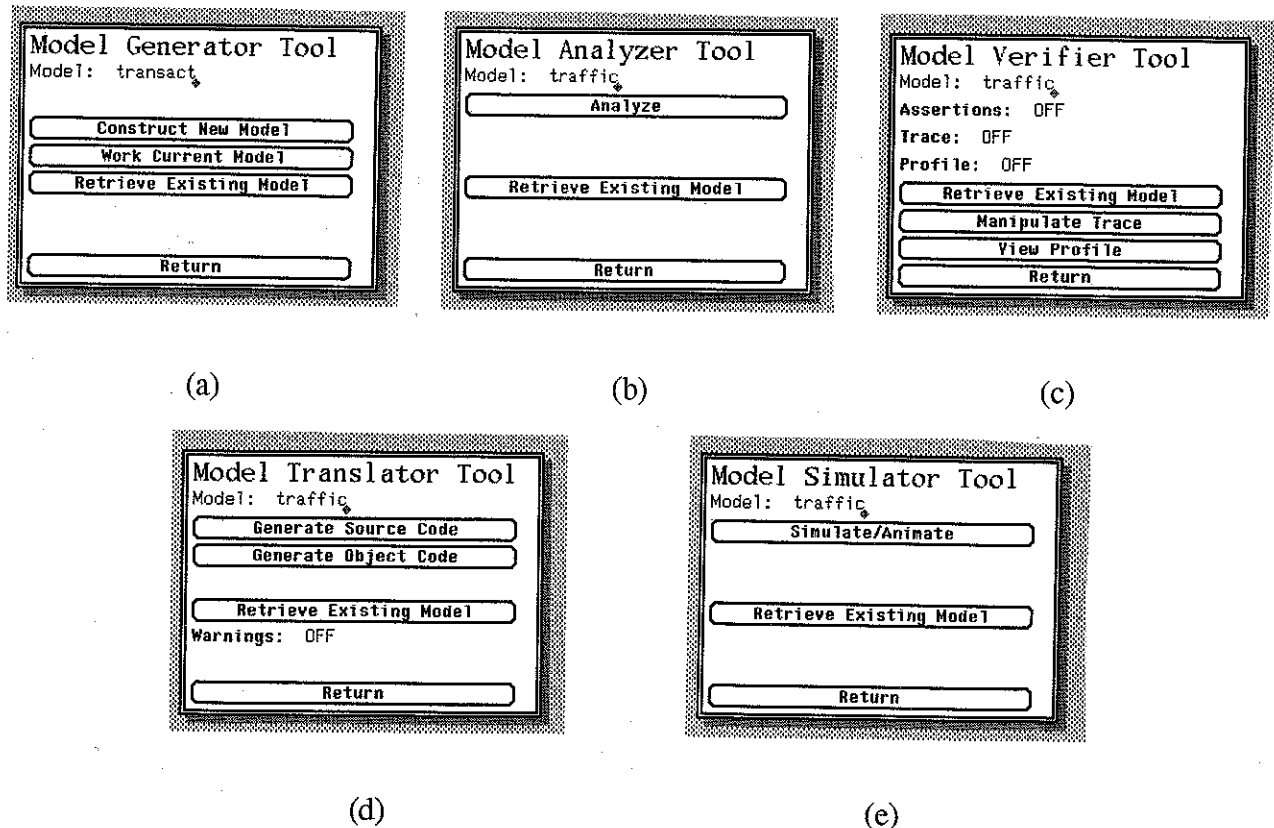 Model Generator Tool
Model: transact
Construct New Model
Work Current Model
Retrieve Existing Model
Return
(a)
Model Analyzer Tool
Model: traffic
Analyze
Retrieve Existing Model
Return
(b)
Model Verifier Tool
Model: traffic
Assertions: OFF
Trace: OFF
Profile: OFF
Retrieve Existing Model
Manipulate Trace
View Profile
Return
(c)
Model Translator Tool
Model: traffic
Generate Source Code
Generate Object Code
Retrieve Existing Model
Warnings: OFF
Return
(d)
Model Simulator Tool
Model: traffic
Simulate/Animate
Retrieve Existing Model
Return
(e)